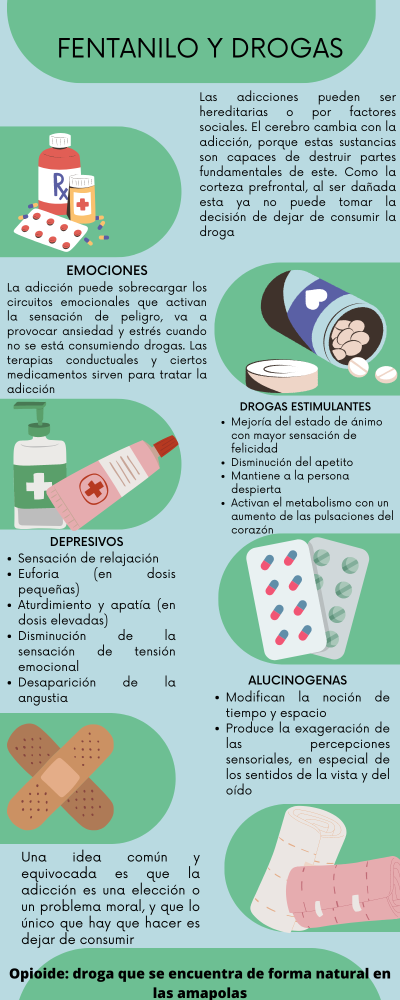 FENTANILO Y DROGAS
Las adicciones pueden ser
hereditarias o por factores
sociales. El cerebro cambia con la
adicción, porque estas sustancias
son capaces de destruir partes
fundamentales de este. Como la
corteza prefrontal, al ser dañada
esta ya no puede tomar la
decisión de dejar de consumir la
droga
Rx
EMOCIONES
La adicción puede sobrecargar los
circuitos emocionales que activan
la sensación de peligro, va a
provocar ansiedad y estrés cuando
no se está consumiendo drogas. Las
terapias conductuales y ciertos
medicamentos sirven para tratar la
adicción
DROGAS ESTIMULANTES
• Mejoría del estado de ánimo
con mayor sensación de
felicidad
• Disminución del apetito
• Mantiene a la persona
despierta
• Activan el metabolismo con un
aumento de las pulsaciones del
corazón
DEPRESIVOS
• Sensación de relajación
• Euforia (en dosis
pequeñas)
• Aturdimiento y apatía (en
dosis elevadas)
• Disminución de la
sensación de tensión
emocional
• Desaparición de la
angustia
ALUCINOGENAS
• Modifican la noción de
tiempo y espacio
• Produce la exageración de
las percepciones
sensoriales, en especial de
los sentidos de la vista y del
oído
Una idea común y
equivocada es que la
adicción es una elección o
un problema moral, y que lo
único que hay que hacer es
dejar de consumir
Opioide: droga que se encuentra de forma natural en
las amapolas